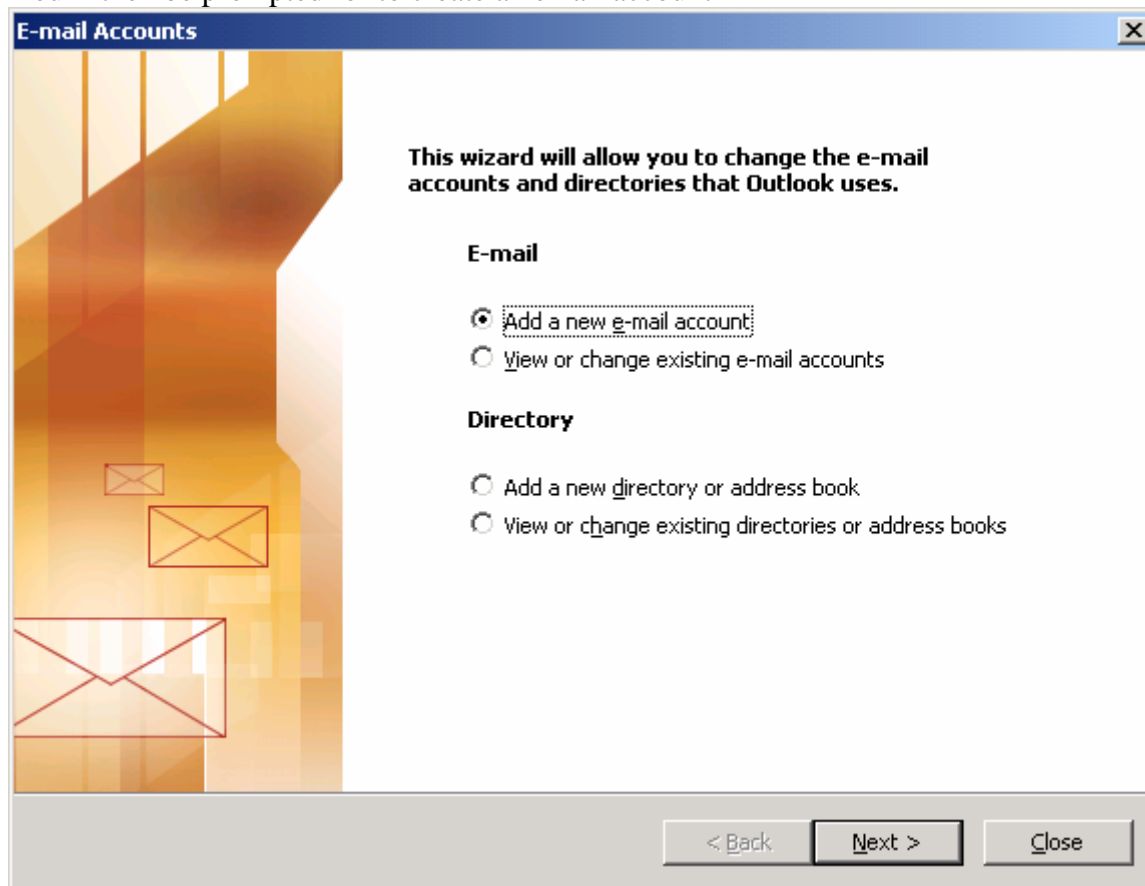 E-mail Accounts
This wizard will allow you to change the e-mail
accounts and directories that Outlook uses.
E-mail
Add a new e-mail account
View or change existing e-mail accounts
Directory
Add a new directory or address book
View or change existing directories or address books
< Back
Next >
Close